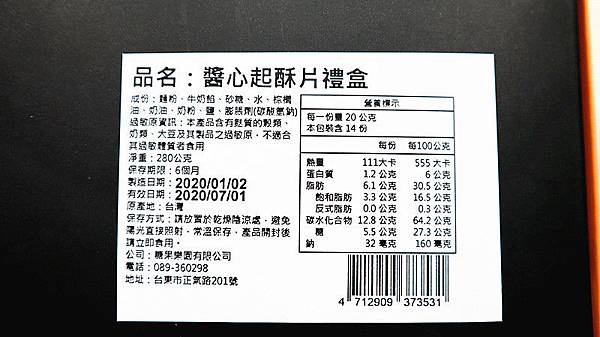 品名：醬心起酥片禮盒
成份：麵粉、牛奶餡、砂糖、水、棕櫚
油、奶油、奶粉、鹽、膨脹劑(碳酸氫鈉)
過敏原資訊：本產品含有麩質的穀類、
奶類、大豆及其製品之過敏原，不適合
其過敏體質者食用
淨重：280公克
保存期限：6個月
製造日期：2020/01/02
有效日期：2020/07/01
原產地：台灣
保存方式：請放置於乾燥陰涼處，避免
陽光直接照射，常溫保存，產品開封後
請立即食用。
公司：糖果樂園有限公司
電話：089-360298
地址：台東市正氣路201號
營養標示
每一份量 20 公克
本包裝含 14 份
每份 每100公克
熱量 111大卡 555 大卡
蛋白質 1.2 公克 6 公克
脂肪 6.1 公克 30.5 公克
飽和脂肪 3.3 公克 16.5 公克
反式脂肪 0.0 公克 0.3 公克
碳水化合物 12.8 公克 64.2 公克
糖 5.5 公克 27.3 公克
鈉 32 毫克 160 毫克
4 712909 373531